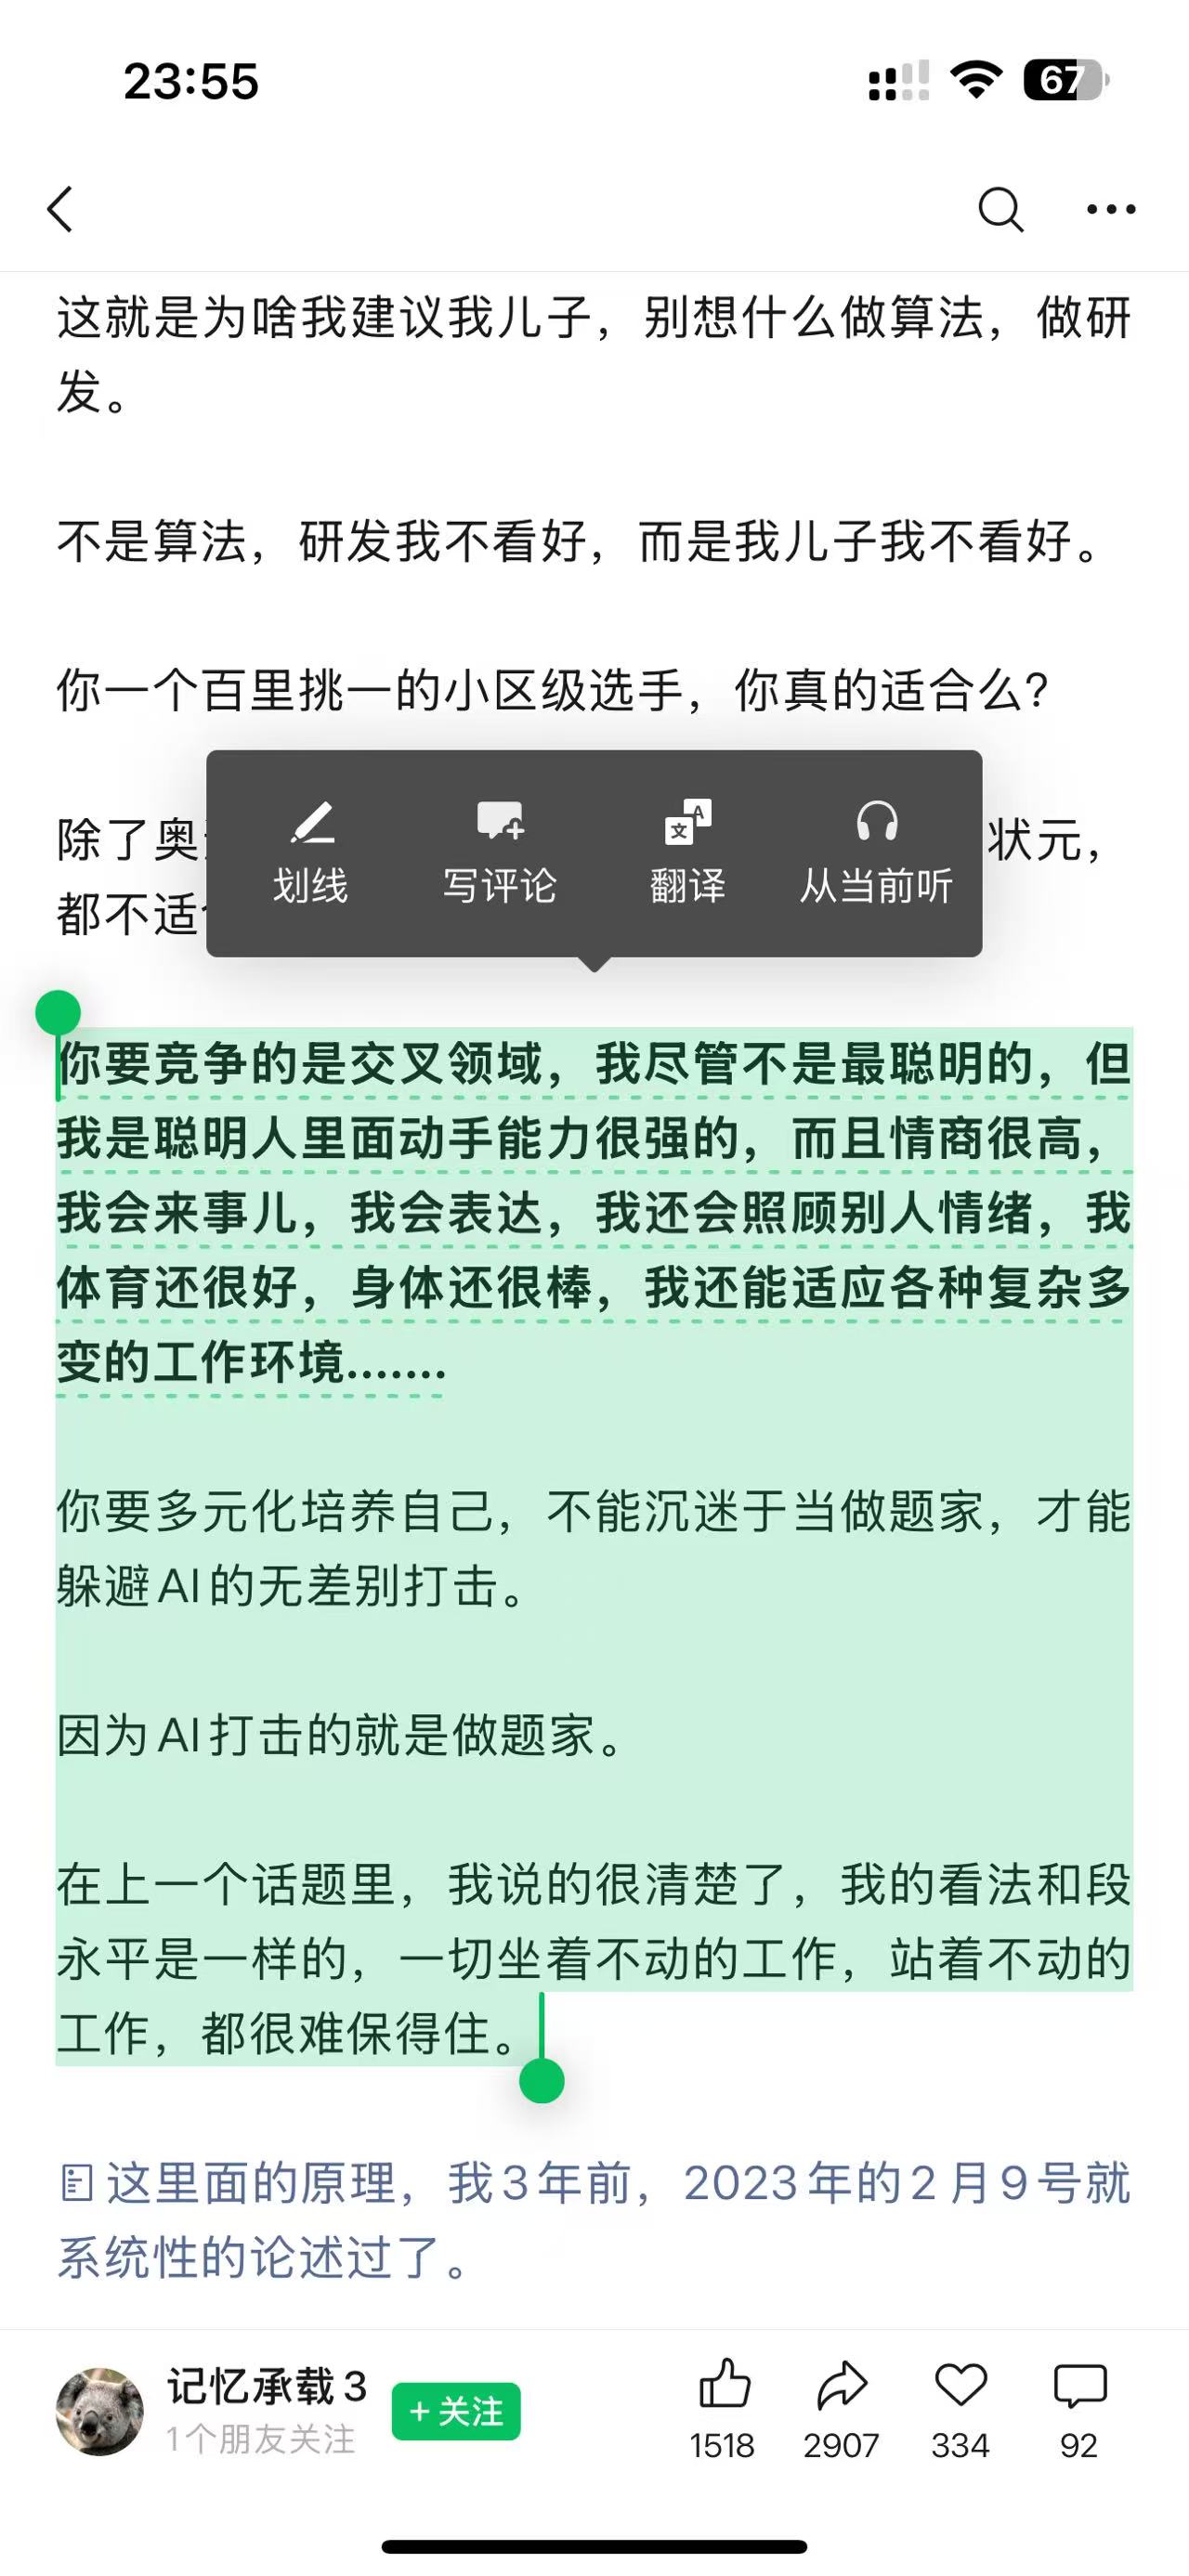 23:55
67
这就是为啥我建议我儿子，别想什么做算法，做研
发。
不是算法，研发我不看好，而是我儿子我不看好。
你一个百里挑一的小区级选手，你真的适合么？
除了奥
状元，
都不适
划线
写评论
翻译
从当前听
你要竞争的是交叉领域，我尽管不是最聪明的，但
我是聪明人里面动手能力很强的，而且情商很高，
我会来事儿，我会表达，我还会照顾别人情绪，我
体育还很好，身体还很棒，我还能适应各种复杂多
变的工作环境.......
你要多元化培养自己，不能沉迷于当做题家，才能
躲避AI的无差别打击。
因为AI打击的就是做题家。
在上一个话题里，我说的很清楚了，我的看法和段
永平是一样的，一切坐着不动的工作，站着不动的
工作，都很难保得住。
这里面的原理，我3年前，2023年的2月9号就
系统性的论述过了。
记忆承载3
1个朋友关注
+关注
1518
2907
334
92